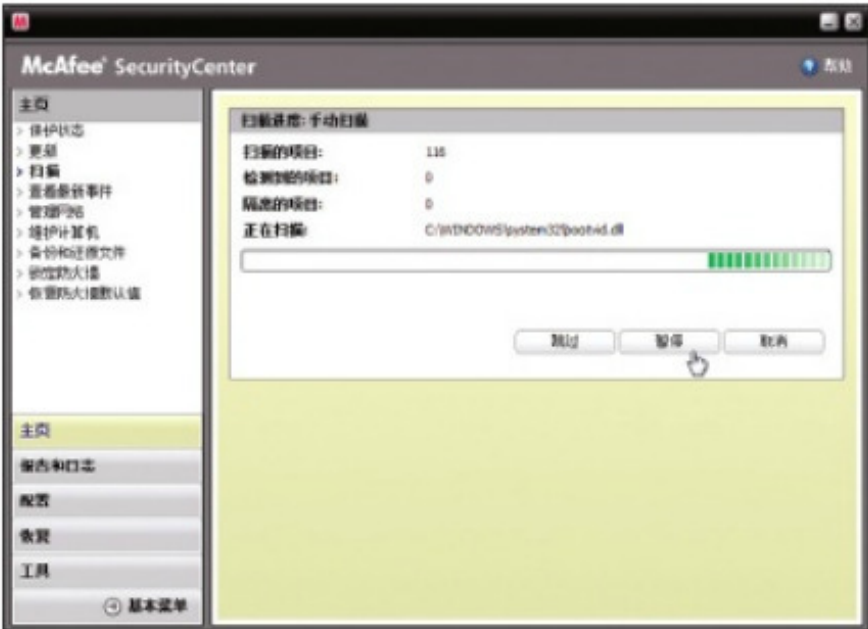 McAfee® SecurityCenter
帮助
主页
保护状态
更新
扫描
查看最新事件
管理网络
维护计算机
备份和还原文件
锁定防火墙
恢复防火墙默认值
扫描进度: 手动扫描
扫描的项目: 116
检测到的项目: 0
隔离的项目: 0
正在扫描: C:\WINDOWS\system32\bootvid.dll
跳过
暂停
取消
主页
报告和日志
配置
恢复
工具
基本菜单